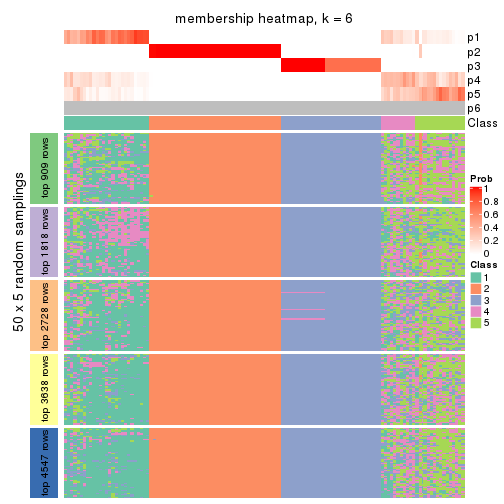 membership heatmap, k = 6
p1
p2
p3
p4
p5
p6
Class
50 x 5 random samplings
top 909 rows
top 1818 rows
top 2728 rows
top 3638 rows
top 4547 rows
Prob
1
0.8
0.6
0.4
0.2
0
Class
1
2
3
4
5